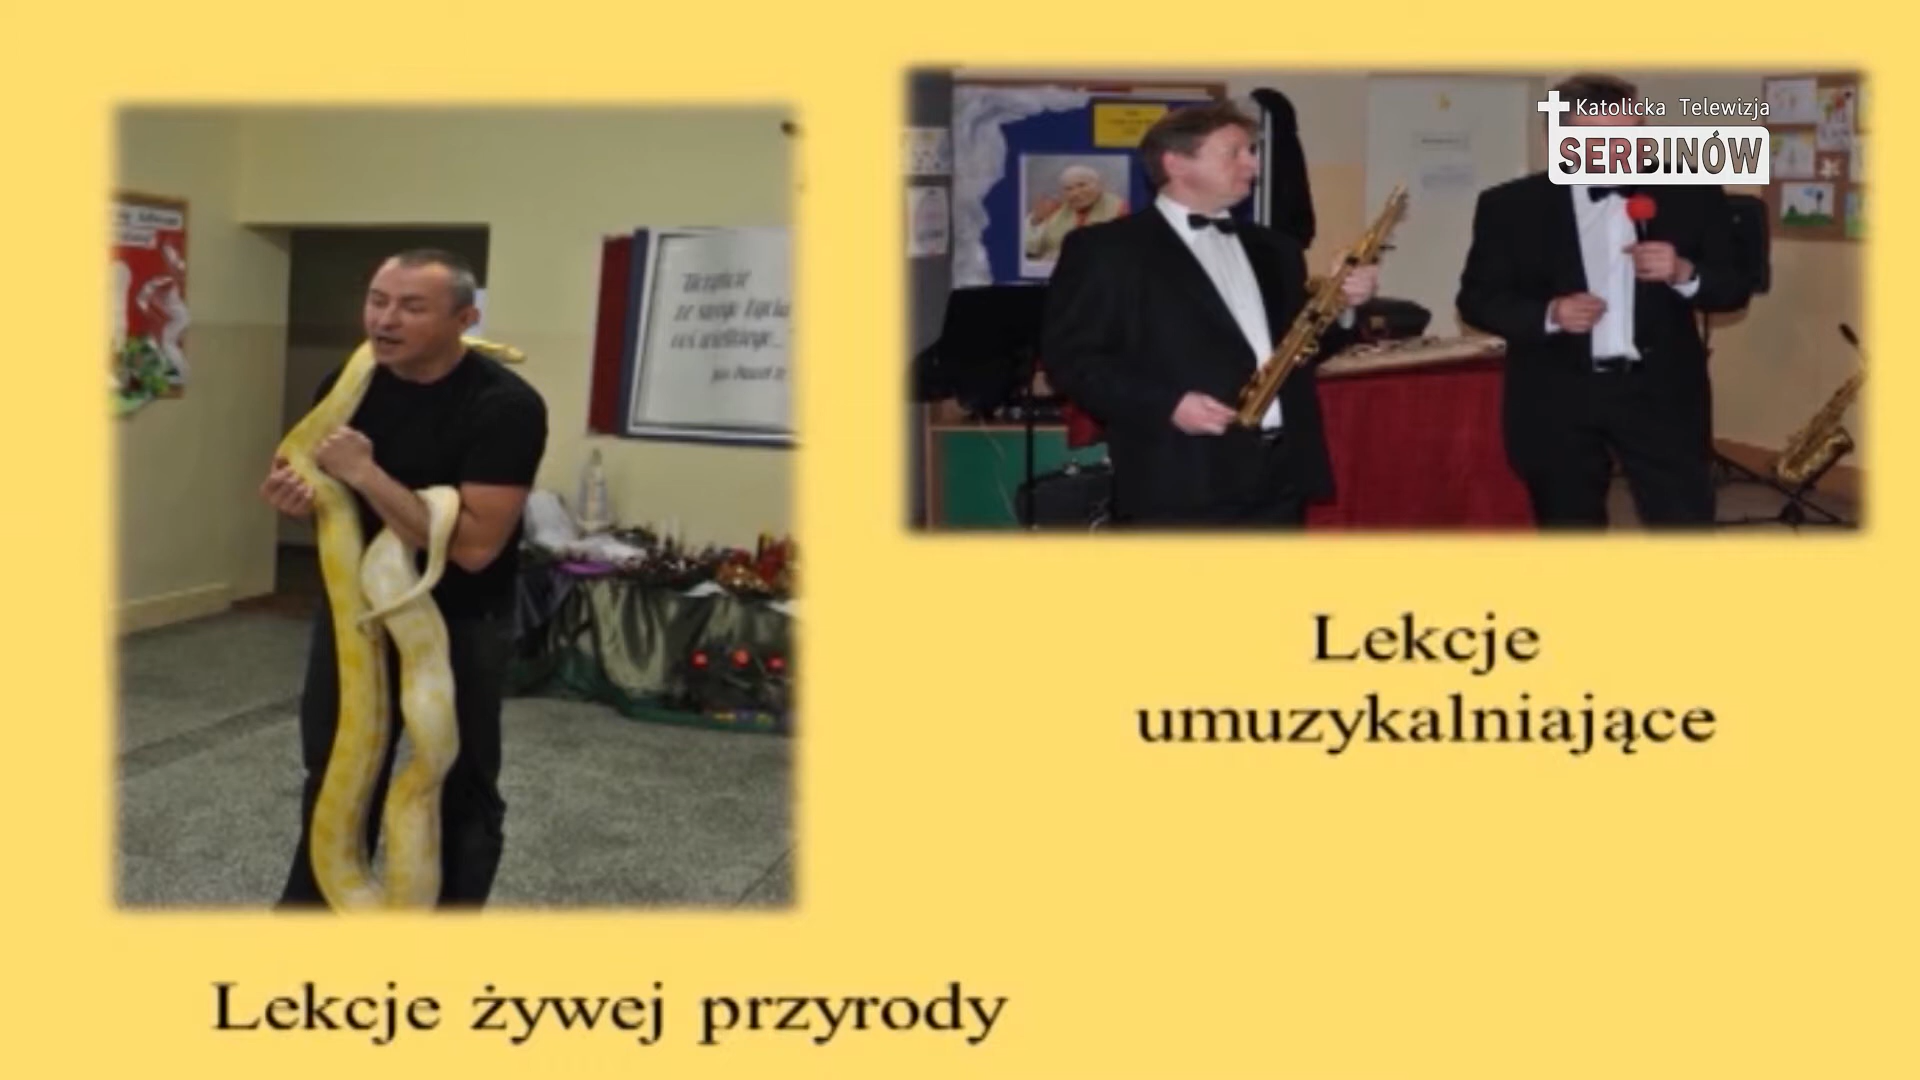 Katolicka Telewizja
SERBINÓW
Lekcje
umuzykalniające
Lekcje żywej przyrody